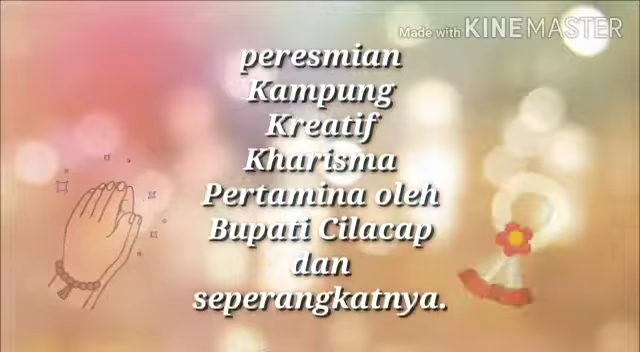 Made with KINEMASTER
peresmian
Kampung
Kreatif
Kharisma
Pertamina oleh
Bupati Cilacap
dan
seperangkatnya.